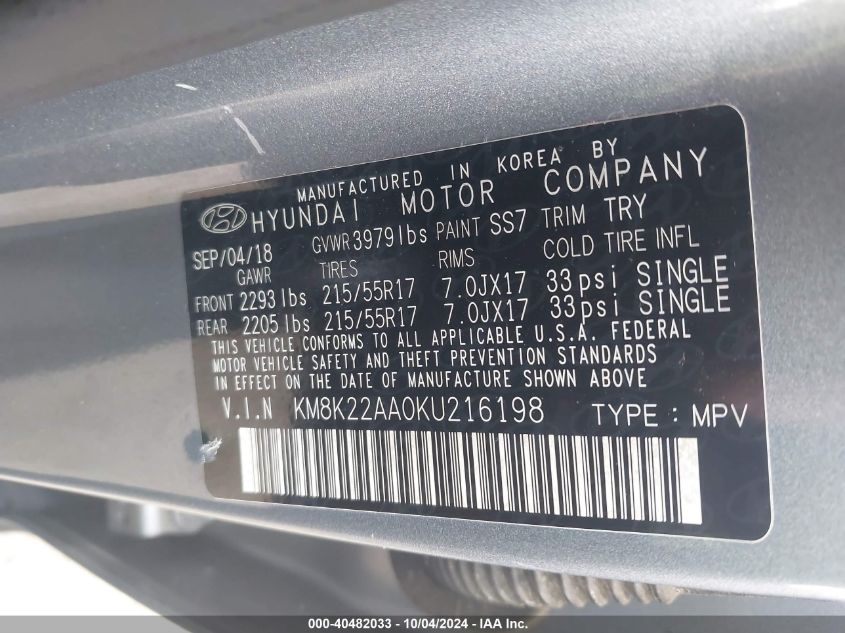 MANUFACTURED IN KOREA BY
HYUNDAI MOTOR COMPANY
SEP/04/18 GVWR 3979lbs PAINT SS7 TRIM TRY
GAWR TIRES RIMS COLD TIRE INFL
FRONT 2293 lbs 215/55R17 7.0JX17 33psi SINGLE
REAR 2205 lbs 215/55R17 7.0JX17 33psi SINGLE
THIS VEHICLE CONFORMS TO ALL APPLICABLE U.S.A. FEDERAL
MOTOR VEHICLE SAFETY AND THEFT PREVENTION STANDARDS
IN EFFECT ON THE DATE OF MANUFACTURE SHOWN ABOVE
V.I.N KM8K22AA0KU216198 TYPE : MPV
000-40482033 - 10/04/2024 - IAA Inc.